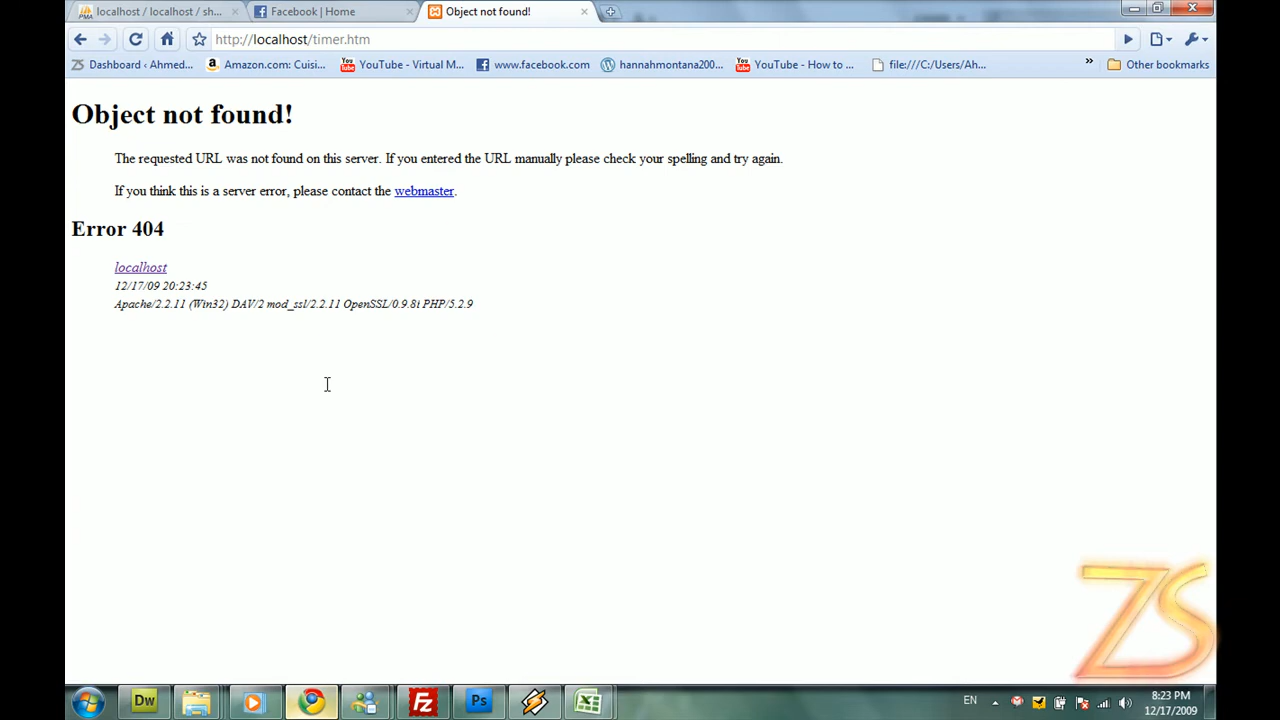 localhost / localhost / sh...
Facebook | Home
Object not found!
http://localhost/timer.htm
Dashboard ‹ Ahmed...
Amazon.com: Cuisi...
YouTube - Virtual M...
www.facebook.com
hannahmontana200...
YouTube - How to ...
file:///C:/Users/Ah...
»
Other bookmarks
Object not found!
The requested URL was not found on this server. If you entered the URL manually please check your spelling and try again.
If you think this is a server error, please contact the webmaster.
Error 404
localhost
12/17/09 20:23:45
Apache/2.2.11 (Win32) DAV/2 mod_ssl/2.2.11 OpenSSL/0.9.8i PHP/5.2.9
ZS
Dw
Fz
Ps
EN
8:23 PM
12/17/2009